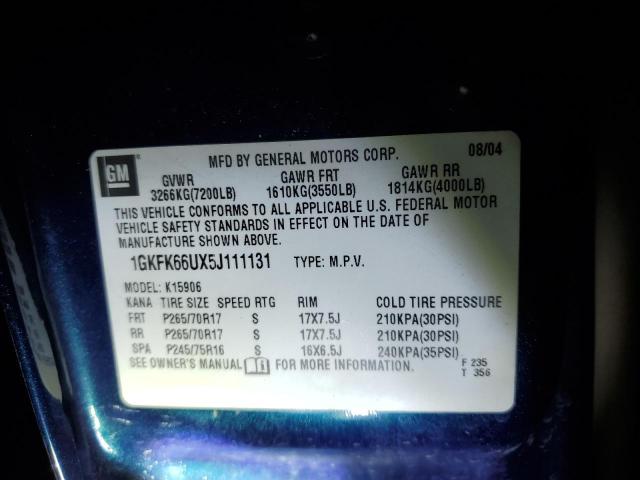 GM
MFD BY GENERAL MOTORS CORP. 08/04
GVWR GAWR FRT GAWR RR
3266KG(7200LB) 1610KG(3550LB) 1814KG(4000LB)
THIS VEHICLE CONFORMS TO ALL APPLICABLE U.S. FEDERAL MOTOR
VEHICLE SAFETY STANDARDS IN EFFECT ON THE DATE OF
MANUFACTURE SHOWN ABOVE.
1GKFK66UX5J111131 TYPE: M.P.V.
MODEL: K15906
KANA TIRE SIZE SPEED RTG RIM COLD TIRE PRESSURE
FRT P265/70R17 S 17X7.5J 210KPA(30PSI)
RR P265/70R17 S 17X7.5J 210KPA(30PSI)
SPA P245/75R16 S 16X6.5J 240KPA(35PSI)
SEE OWNER'S MANUAL FOR MORE INFORMATION. F 235
T 356